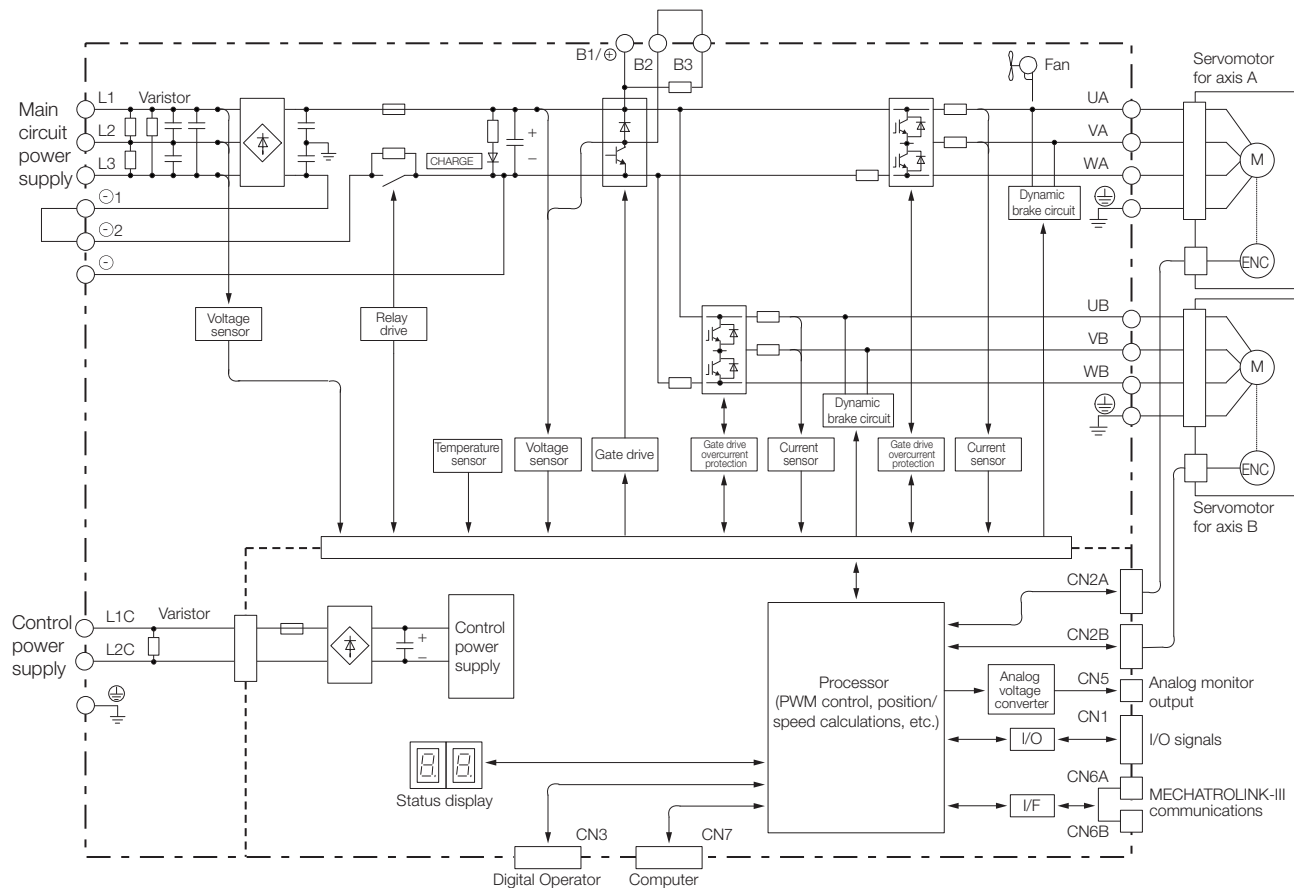 B1/⊕
B2
B3
Fan
Servomotor
for axis A
Main
circuit
power
supply
L1
Varistor
L2
L3
⊖1
⊖2
⊖
CHARGE
+
–
UA
VA
WA
M
Dynamic
brake circuit
ENC
Voltage
sensor
Relay
drive
UB
VB
WB
M
Dynamic
brake circuit
Temperature
sensor
Voltage
sensor
Gate drive
Gate drive
overcurrent
protection
Current
sensor
Gate drive
overcurrent
protection
Current
sensor
ENC
Servomotor
for axis B
Control
power
supply
L1C
Varistor
L2C
+
–
Control
power
supply
Processor
(PWM control, position/
speed calculations, etc.)
CN2A
CN2B
Analog
voltage
converter
CN5
Analog monitor
output
CN1
I/O
I/O signals
CN6A
I/F
MECHATROLINK-III
communications
CN6B
8.8.
Status display
CN3
CN7
Digital Operator
Computer